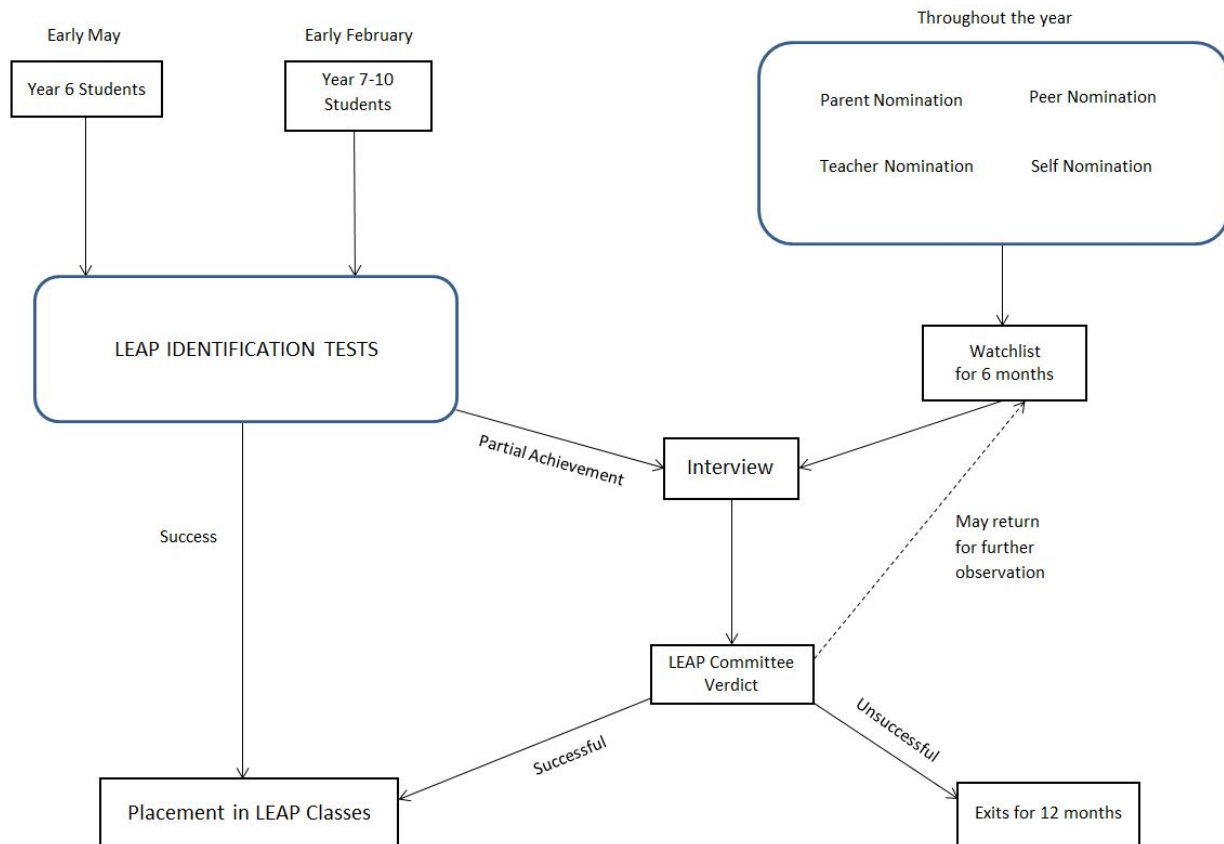 Throughout the year
Early May
Early February
Year 6 Students
Year 7-10
Students
Parent Nomination
Peer Nomination
Teacher Nomination
Self Nomination
LEAP IDENTIFICATION TESTS
Watchlist
for 6 months
Partial Achievement
Interview
Success
May return
for further
observation
LEAP Committee
Verdict
Successful
Unsuccessful
Placement in LEAP Classes
Exits for 12 months